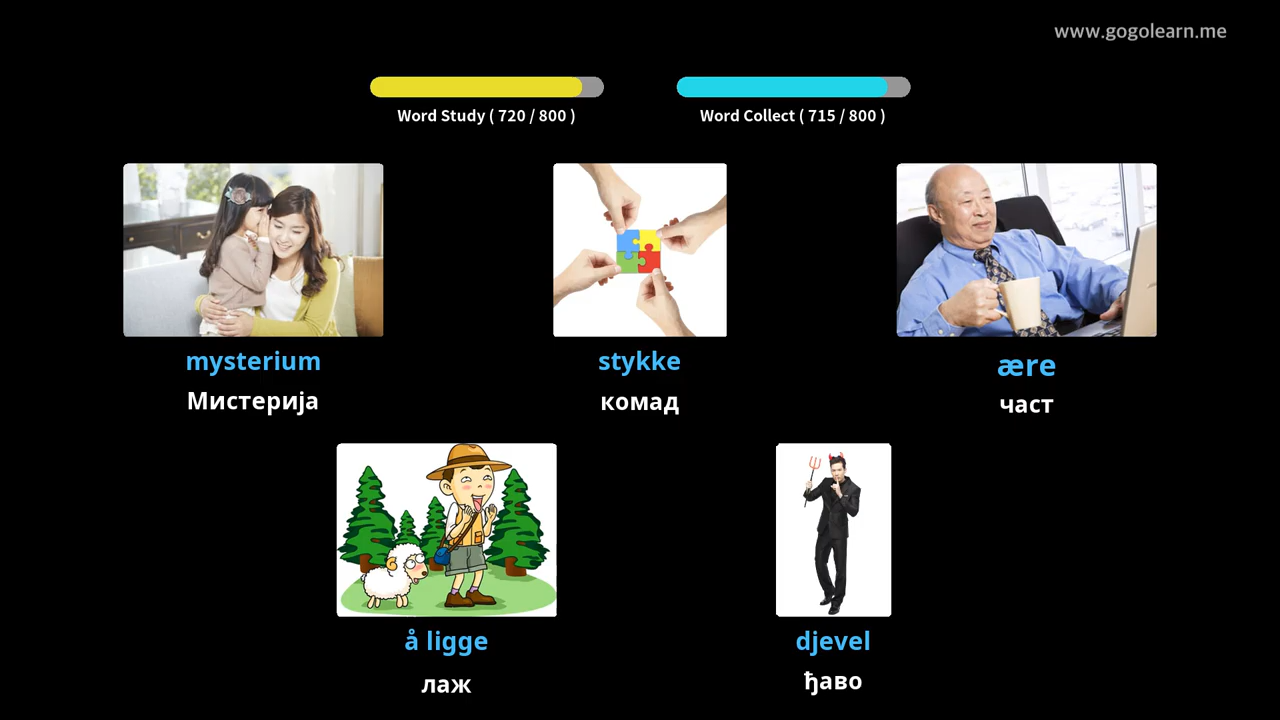 www.gogolearn.me
Word Study ( 720 / 800 )
Word Collect ( 715 / 800 )
mysterium
Мистерија
stykke
комад
ære
част
å ligge
лаж
djevel
ђаво